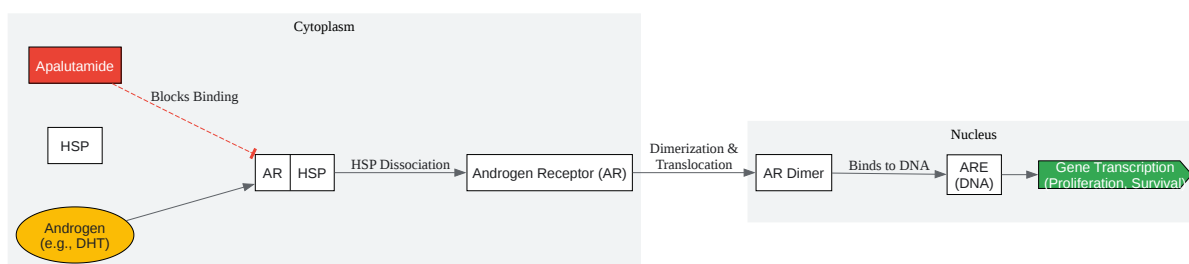 Cytoplasm
Apalutamide
Blocks Binding
HSP
AR
HSP
HSP Dissociation
Androgen Receptor (AR)
Androgen
(e.g., DHT)
Dimerization &
Translocation
Nucleus
AR Dimer
Binds to DNA
ARE
(DNA)
Gene Transcription
(Proliferation, Survival)